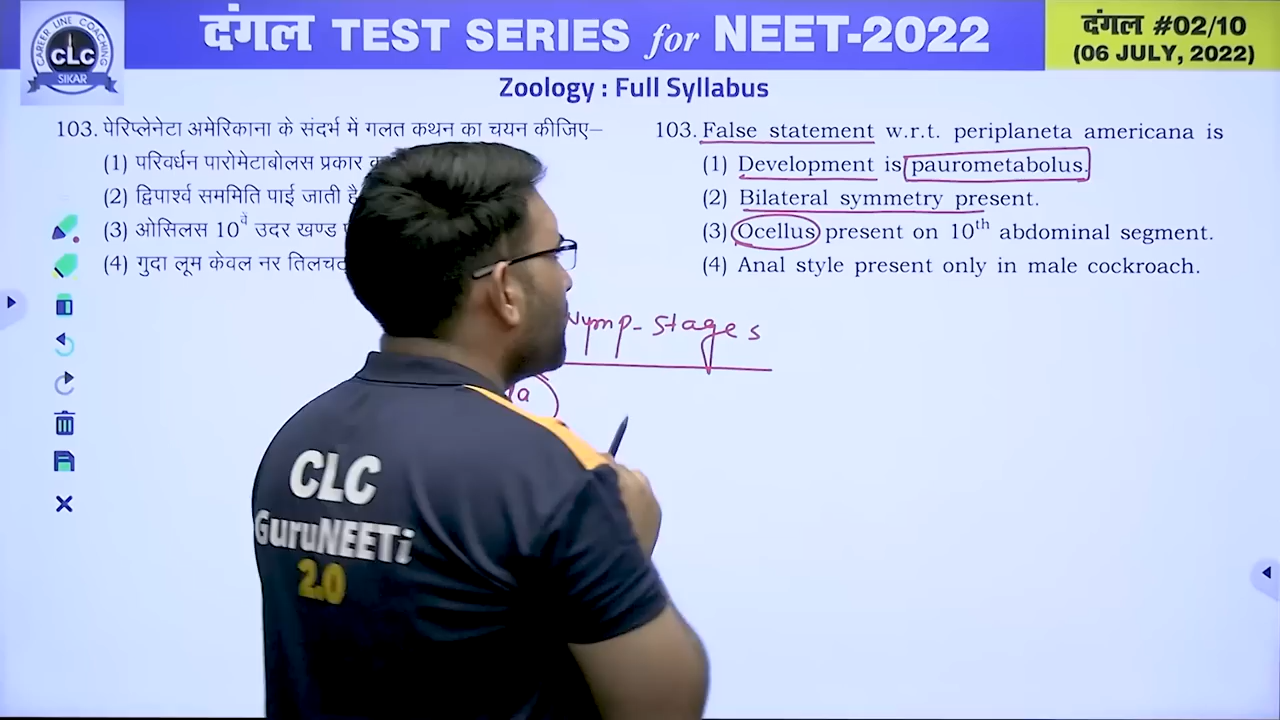 CAREER LINE COACHING
CLC
SIKAR
दंगल TEST SERIES for NEET-2022
दंगल #02/10
(06 JULY, 2022)
Zoology : Full Syllabus
103. पेरिप्लेनेटा अमेरिकाना के संदर्भ में गलत कथन का चयन कीजिए–
(1) परिवर्धन पारोमेटाबोलस प्रकार
(2) द्विपार्श्व सममिति पाई जाती है
(3) ओसिलस 10वें उदर खण्ड
(4) गुदा लूम केवल नर
103. False statement w.r.t. periplaneta americana is
(1) Development is paurometabolus.
(2) Bilateral symmetry present.
(3) Ocellus present on 10th abdominal segment.
(4) Anal style present only in male cockroach.
Nymp-stages
CLC
GuruNEETi
2.0